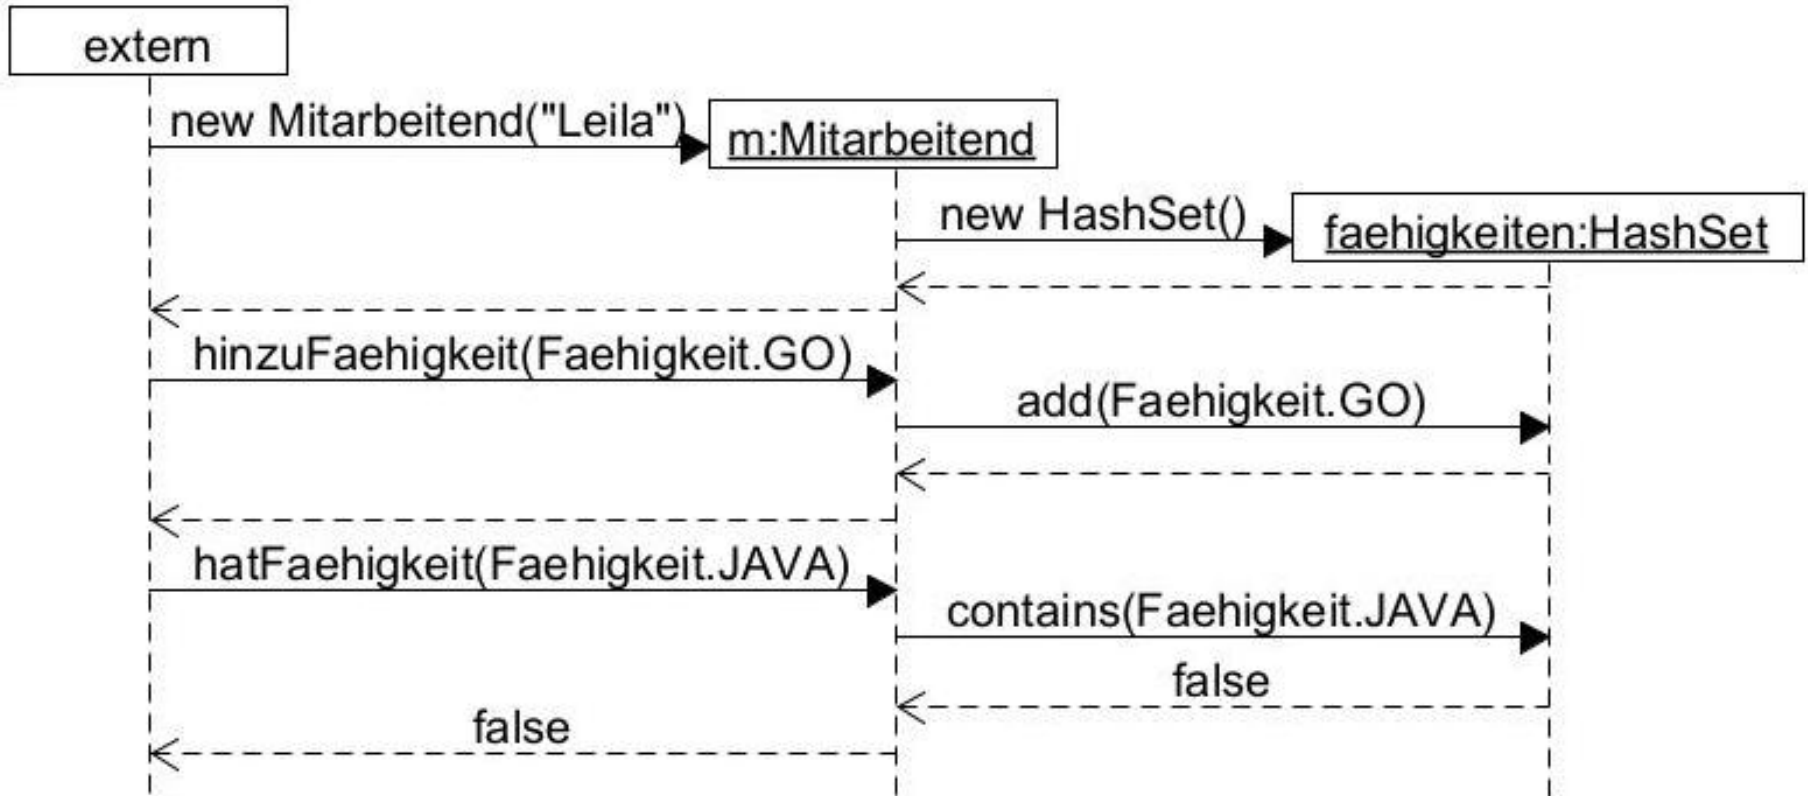 extern
new Mitarbeitend("Leila")
m:Mitarbeitend
new HashSet()
faehigkeiten:HashSet
hinzuFaehigkeit(Faehigkeit.GO)
add(Faehigkeit.GO)
hatFaehigkeit(Faehigkeit.JAVA)
contains(Faehigkeit.JAVA)
false
false